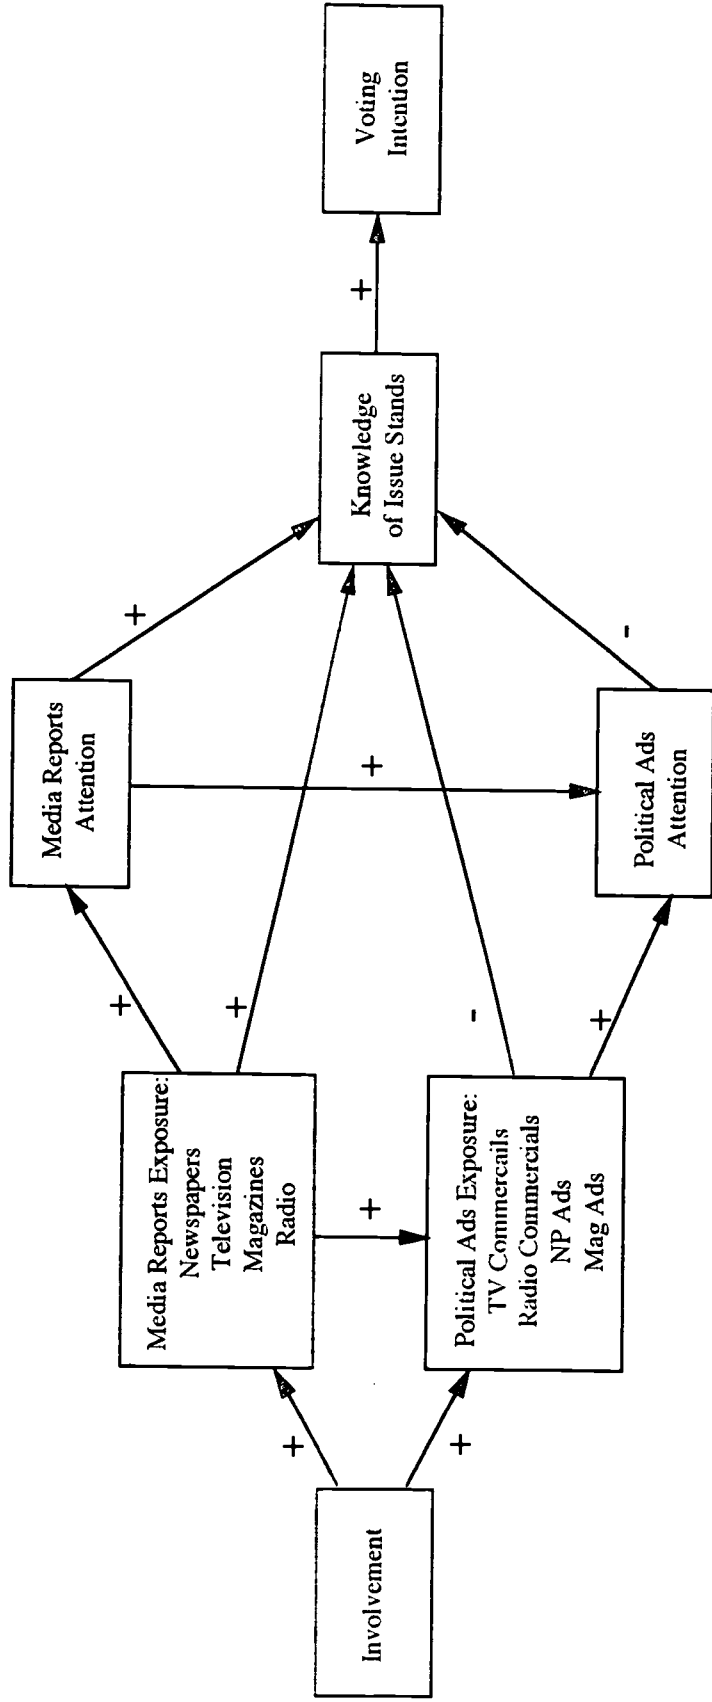 Involvement
+
+
Media Reports Exposure:
Newspapers
Television
Magazines
Radio
+
Political Ads Exposure:
TV Commercails
Radio Commercials
NP Ads
Mag Ads
+
+
-
+
Media Reports
Attention
+
Political Ads
Attention
+
-
Knowledge
of Issue Stands
+
Voting
Intention